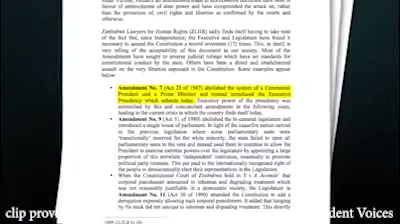 favour of entrenchment of state power and have compromised the attack on, rather
than the protection of, civil rights and liberties as confirmed by the courts and
otherwise.
Zimbabwe Lawyers for Human Rights (ZLHR) sadly finds itself having to take note
of the fact that, since Independence, the Executive and Legislature have found it
necessary to amend the Constitution a record seventeen (17) times. This, in itself, is
very telling of the acceptability of this document in our society. Most of the
Amendments have sought to reverse judicial rulings which have set standards for
constitutional conduct by the state. Others have been a direct and unabashed
assault on the very liberties espoused in the Constitution. Some examples appear
below:
• Amendment No. 7 (Act 23 of 1987) abolished the system of a Ceremonial
President and a Prime Minister and instead introduced the Executive
Presidency which subsists today. Executive power of the presidency was
entrenched by this and concomitant amendments in the following years,
leading to the current crisis in which the country finds itself today.
• Amendment No. 9 (Act 31 of 1989) abolished the bi-cameral legislature and
introduced a single house of parliament. In light of the
in the previous legislature where some parliamentary seats were
'transitionally' reserved for the white minority, the state failed to open all
parliamentary seats to the vote and instead used them to continue to allow the
President to exercise extreme powers over the legislature by appointing a large
proportion of this erstwhile 'independent' institution, essentially to promote
party political interests. This put paid to the internationally recognised right of
the people to democratically elect their representatives in the Legislature.
• When the Constitutional Court of Zimbabwe held in S v A Juvenile that
corporal punishment amounted to inhuman and degrading treatment which
was not reasonably justifiable in a democratic society, the Legislature in
Amendment No. 11 (Act 30 of 1990) amended the Constitution to add a
derogation expressly allowing such corporal punishment. It added that hanging
by the neck did not amount to inhuman and degrading treatment. This directly
clip prov
dent Voices